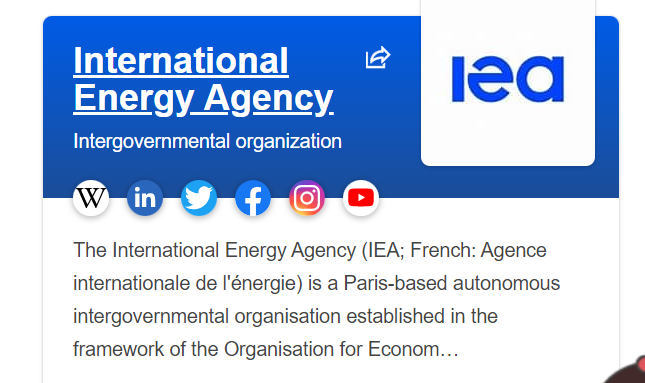 International
Energy Agency
Intergovernmental organization
iea
W
in
The International Energy Agency (IEA; French: Agence
internationale de l'énergie) is a Paris-based autonomous
intergovernmental organisation established in the
framework of the Organisation for Econom…